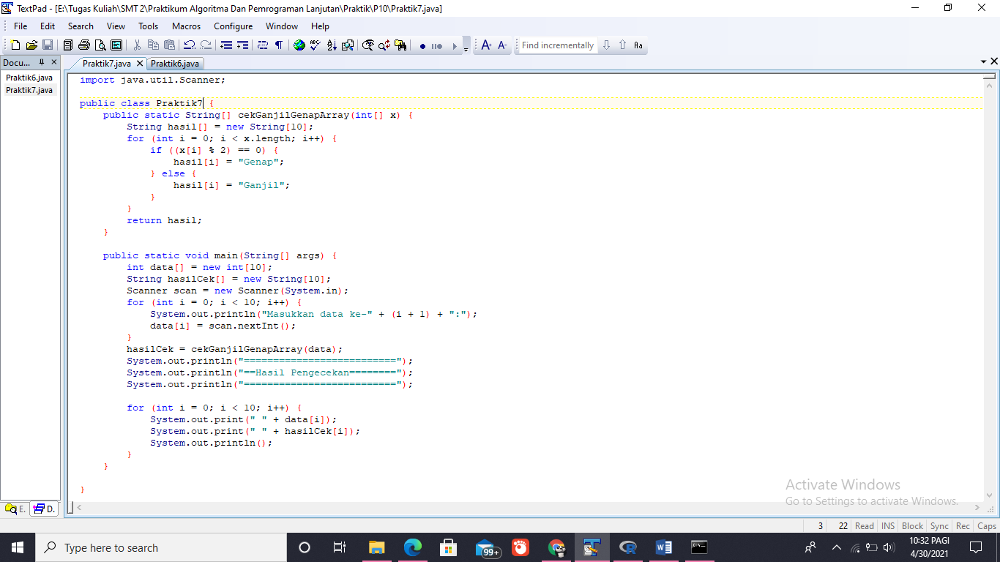 TextPad - [E:\Tugas Kuliah\SMT 2\Praktikum Algoritma Dan Pemrograman Lanjutan\Praktik\P10\Praktik7.java]
File Edit Search View Tools Macros Configure Window Help
Find incrementally
Docu...
Praktik7.java
Praktik6.java
Praktik6.java
Praktik7.java
import java.util.Scanner;
public class Praktik7 {
    public static String[] cekGanjilGenapArray(int[] x) {
        String hasil[] = new String[10];
        for (int i = 0; i < x.length; i++) {
            if ((x[i] % 2) == 0) {
                hasil[i] = "Genap";
            } else {
                hasil[i] = "Ganjil";
            }
        }
        return hasil;
    }
    public static void main(String[] args) {
        int data[] = new int[10];
        String hasilCek[] = new String[10];
        Scanner scan = new Scanner(System.in);
        for (int i = 0; i < 10; i++) {
            System.out.println("Masukkan data ke-" + (i + 1) + ":");
            data[i] = scan.nextInt();
        }
        hasilCek = cekGanjilGenapArray(data);
        System.out.println("==========================");
        System.out.println("==Hasil Pengecekan========");
        System.out.println("==========================");
        for (int i = 0; i < 10; i++) {
            System.out.print(" " + data[i]);
            System.out.print(" " + hasilCek[i]);
            System.out.println();
        }
    }
}
Activate Windows
Go to Settings to activate Windows.
E. D.
3 22 Read INS Block Sync Rec Caps
Type here to search
99+
10:32 PAGI
4/30/2021